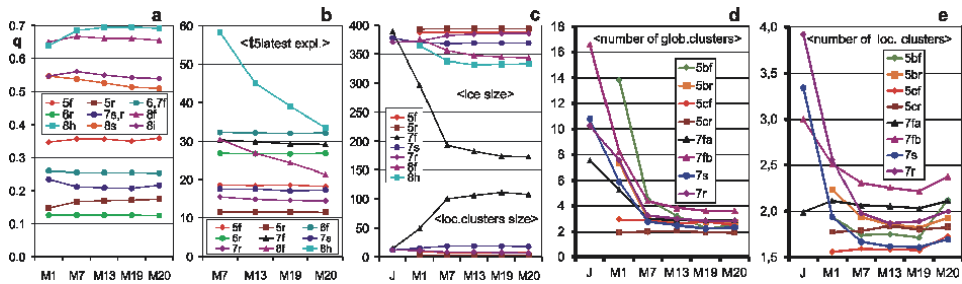 a
q
0.7
0.6
0.5
0.4
0.3
0.2
0.1
0.0
5f 5r 6,7f
6r 7s,r 8f
8h 8s 8i
M1 M7 M13 M19 M20
b
<t5latest expl.>
60
50
40
30
20
10
0
5f 5r 6f
6r 7f 7s
7r 8f 8h
M7 M13 M19 M20
c
400
350
300
250
200
150
100
50
0
<Ice size>
5f
5r
7f
7s
7r
8f
8h
<loc.clusters size>
J M1 M7 M13 M19 M20
d
<number of glob.clusters>
18
16
14
12
10
8
6
4
2
0
5bf
5br
5cf
5cr
7fa
7fb
7s
7r
J M1 M7 M13 M19 M20
e
<number of loc. clusters>
4,0
3,5
3,0
2,5
2,0
1,5
5bf
5br
5cf
5cr
7fa
7fb
7s
7r
J M1 M7 M13 M19 M20